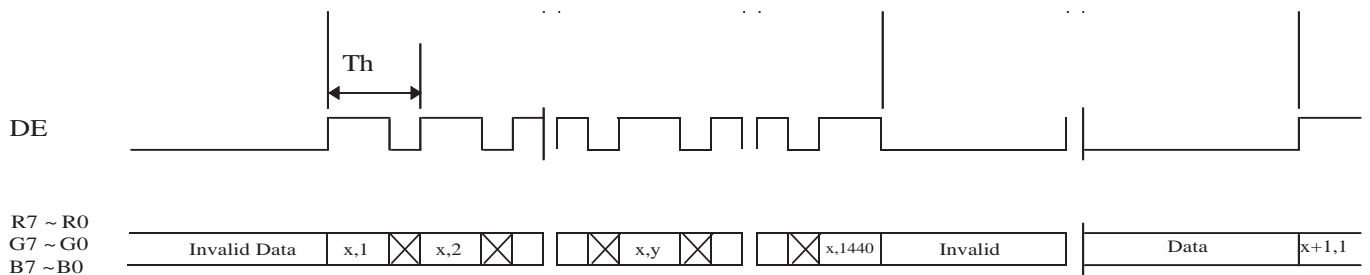 Th
DE
R7 ~ R0
G7 ~ G0
B7 ~B0
Invalid Data x,1 x,2 x,y x,1440 Invalid Data x+1,1